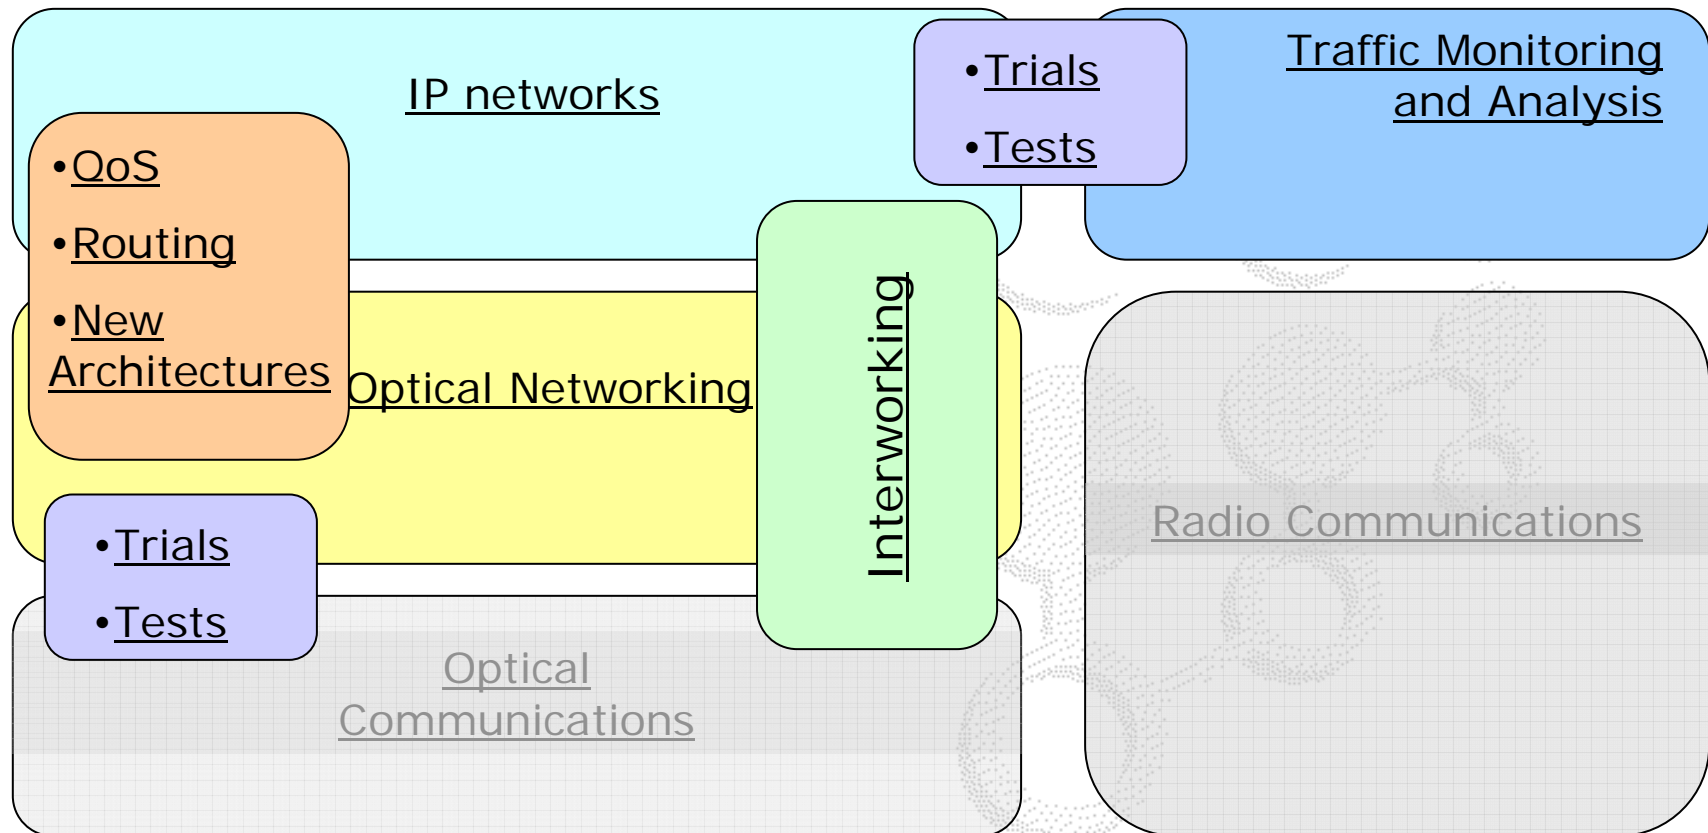 IP networks
•Trials
•Tests
Traffic Monitoring
and Analysis
•QoS
•Routing
•New
Architectures
Optical Networking
Interworking
•Trials
•Tests
Radio Communications
Optical
Communications